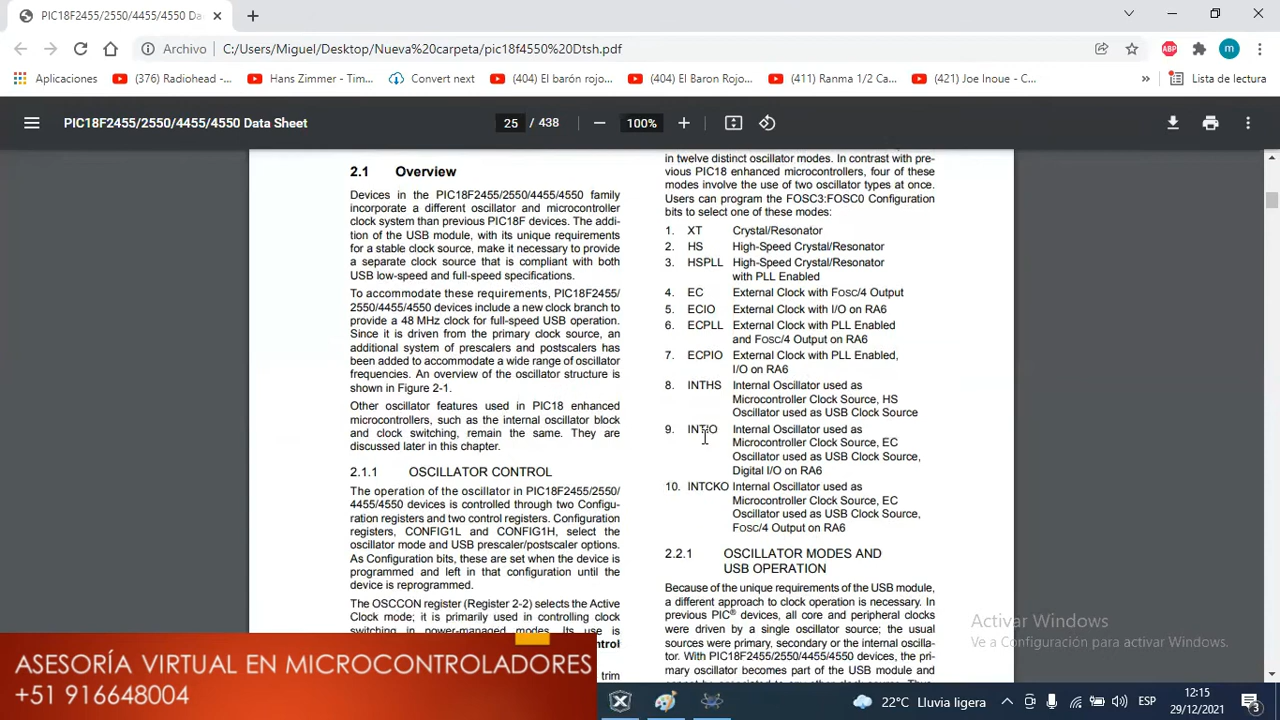 PIC18F2455/2550/4455/4550 Da
Archivo
C:/Users/Miguel/Desktop/Nueva%20carpeta/pic18f4550%20Dtsh.pdf
ABP
m
Aplicaciones
(376) Radiohead -...
Hans Zimmer - Tim...
Convert next
(404) El barón rojo...
(404) El Baron Rojo...
(411) Ranma 1/2 Ca...
(421) Joe Inoue - C...
»
Lista de lectura
PIC18F2455/2550/4455/4550 Data Sheet
25 / 438
100%
2.1 Overview
Devices in the PIC18F2455/2550/4455/4550 family
incorporate a different oscillator and microcontroller
clock system than previous PIC18F devices. The addi-
tion of the USB module, with its unique requirements
for a stable clock source, make it necessary to provide
a separate clock source that is compliant with both
USB low-speed and full-speed specifications.
To accommodate these requirements, PIC18F2455/
2550/4455/4550 devices include a new clock branch to
provide a 48 MHz clock for full-speed USB operation.
Since it is driven from the primary clock source, an
additional system of prescalers and postscalers has
been added to accommodate a wide range of oscillator
frequencies. An overview of the oscillator structure is
shown in Figure 2-1.
Other oscillator features used in PIC18 enhanced
microcontrollers, such as the internal oscillator block
and clock switching, remain the same. They are
discussed later in this chapter.
2.1.1 OSCILLATOR CONTROL
The operation of the oscillator in PIC18F2455/2550/
4455/4550 devices is controlled through two Configu-
ration registers and two control registers. Configuration
registers, CONFIG1L and CONFIG1H, select the
oscillator mode and USB prescaler/postscaler options.
As Configuration bits, these are set when the device is
programmed and left in that configuration until the
device is reprogrammed.
The OSCCON register (Register 2-2) selects the Active
Clock mode; it is primarily used in controlling clock
switching in power-managed modes. Its use is
ntrol
trim
in twelve distinct oscillator modes. In contrast with pre-
vious PIC18 enhanced microcontrollers, four of these
modes involve the use of two oscillator types at once.
Users can program the FOSC3:FOSC0 Configuration
bits to select one of these modes:
1. XT Crystal/Resonator
2. HS High-Speed Crystal/Resonator
3. HSPLL High-Speed Crystal/Resonator
with PLL Enabled
4. EC External Clock with FOSC/4 Output
5. ECIO External Clock with I/O on RA6
6. ECPLL External Clock with PLL Enabled
and FOSC/4 Output on RA6
7. ECPIO External Clock with PLL Enabled,
I/O on RA6
8. INTHS Internal Oscillator used as
Microcontroller Clock Source, HS
Oscillator used as USB Clock Source
9. INTIO Internal Oscillator used as
Microcontroller Clock Source, EC
Oscillator used as USB Clock Source,
Digital I/O on RA6
10. INTCKO Internal Oscillator used as
Microcontroller Clock Source, EC
Oscillator used as USB Clock Source,
FOSC/4 Output on RA6
2.2.1 OSCILLATOR MODES AND
USB OPERATION
Because of the unique requirements of the USB module,
a different approach to clock operation is necessary. In
previous PIC® devices, all core and peripheral clocks
were driven by a single oscillator source; the usual
sources were primary, secondary or the internal oscilla-
tor. With PIC18F2455/2550/4455/4550 devices, the pri-
mary oscillator becomes part of the USB module and
Activar Windows
Ve a Configuración para activar Windows.
ASESORÍA VIRTUAL EN MICROCONTROLADORES
+51 916648004
22°C Lluvia ligera
ESP
12:15
29/12/2021
3